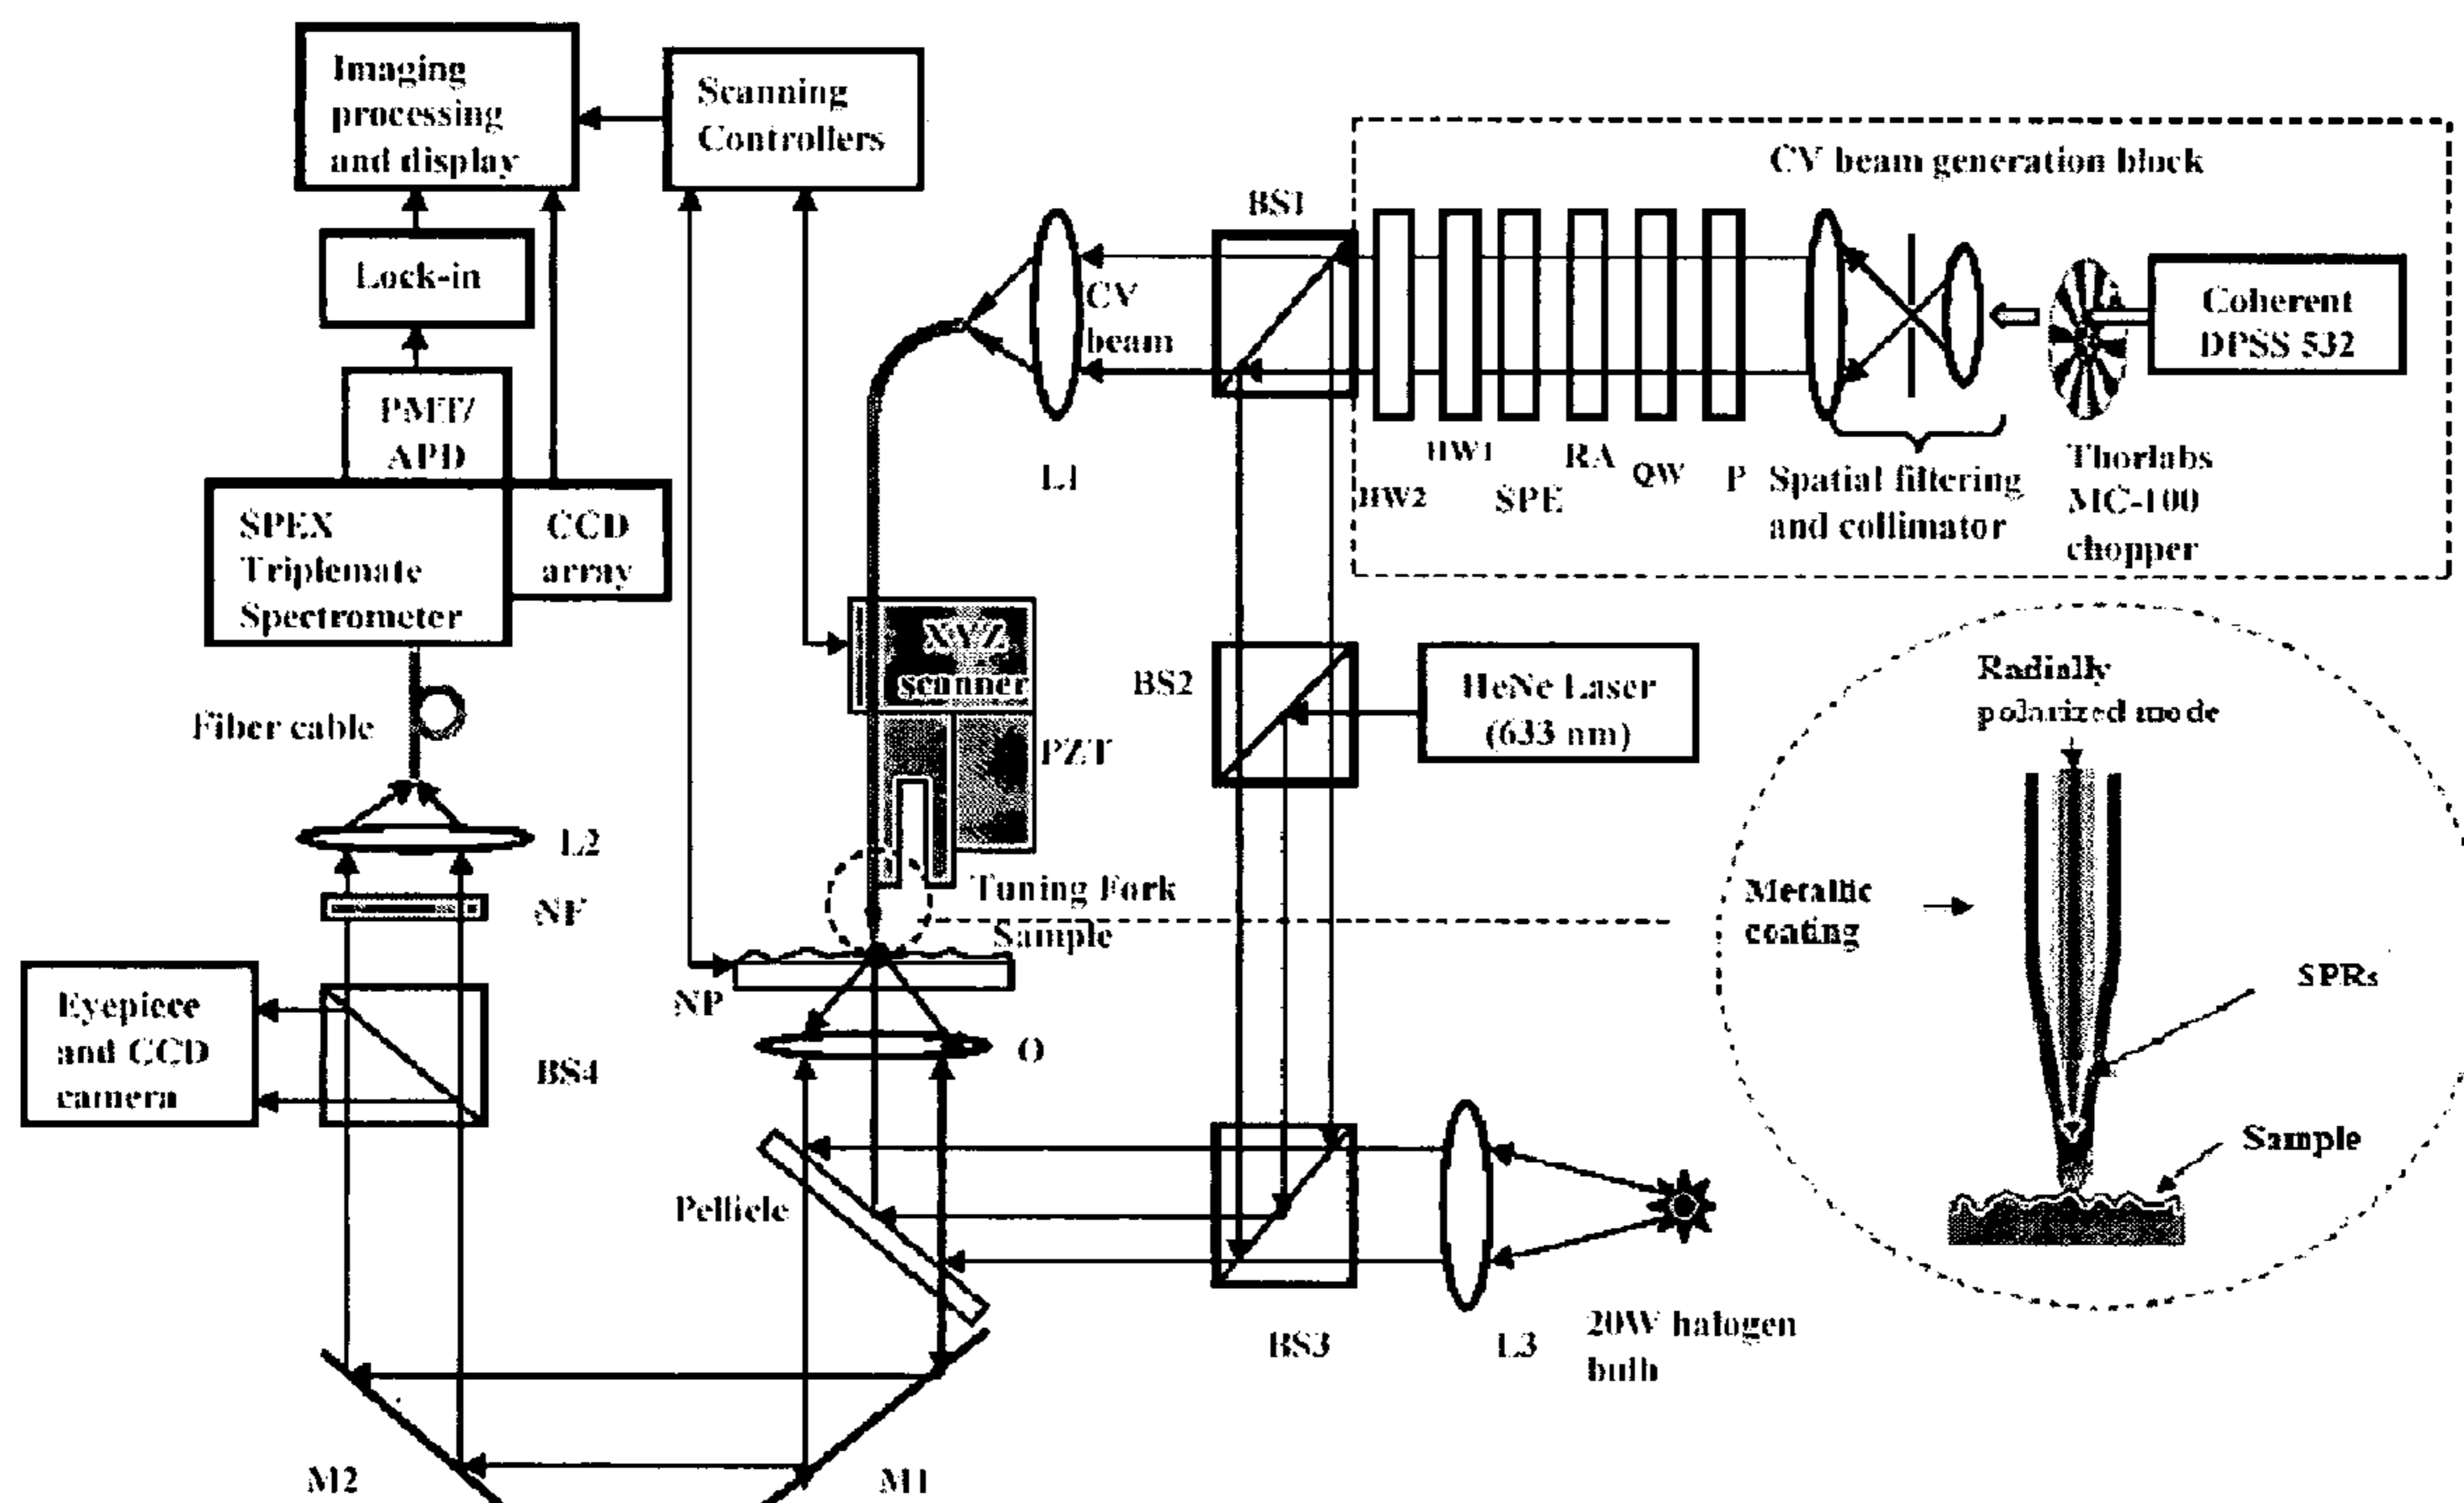 Imaging
processing
and display
Scanning
Controllers
CV beam generation block
BS1
Lock-in
CV
beam
Coherent
DPSS 532
PMT/
APD
L1
HW2
HW1
SPE
RA
QW
P
Spatial filtering
and collimator
Thorlabs
MC-100
chopper
SPEX
Triplemate
Spectrometer
CCD
array
XYZ
scanner
BS2
HeNe Laser
(633 nm)
Radially
polarized mode
Fiber cable
PZT
L2
Tuning Fork
Metallic
coating
NF
Sample
SPRs
NP
Eyepiece
and CCD
camera
BS4
O
Sample
Pellicle
BS3
L3
20W halogen
bulb
M2
M1